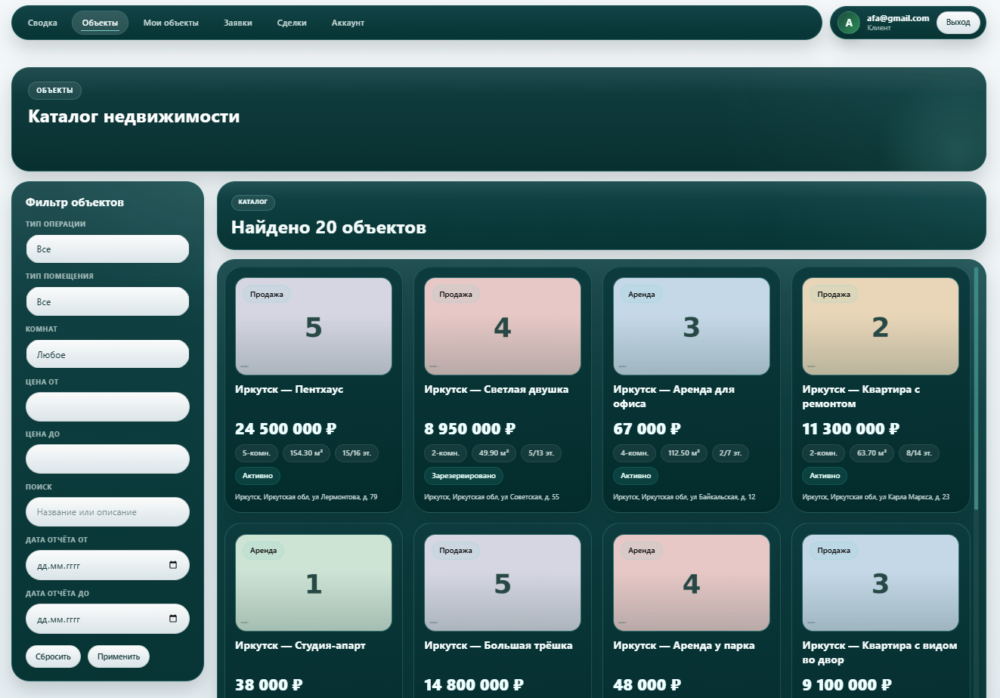 Сводка
Объекты
Мои объекты
Заявки
Сделки
Аккаунт
A
afa@gmail.com
Клиент
Выход
ОБЪЕКТЫ
Каталог недвижимости
Фильтр объектов
ТИП ОПЕРАЦИИ
Все
ТИП ПОМЕЩЕНИЯ
Все
КОМНАТ
Любое
ЦЕНА ОТ
ЦЕНА ДО
ПОИСК
Название или описание
ДАТА ОТЧЁТА ОТ
дд.мм.гггг
ДАТА ОТЧЁТА ДО
дд.мм.гггг
Сбросить
Применить
КАТАЛОГ
Найдено 20 объектов
Продажа
5
Иркутск — Пентхаус
24 500 000 ₽
5-комн.
154.30 м²
15/16 эт.
Активно
Иркутск, Иркутская обл, ул Лермонтова, д. 79
Продажа
4
Иркутск — Светлая двушка
8 950 000 ₽
2-комн.
49.90 м²
5/13 эт.
Зарезервировано
Иркутск, Иркутская обл, ул Советская, д. 55
Аренда
3
Иркутск — Аренда для
офиса
67 000 ₽
4-комн.
112.50 м²
2/7 эт.
Активно
Иркутск, Иркутская обл, ул Байкальская, д. 12
Продажа
2
Иркутск — Квартира с
ремонтом
11 300 000 ₽
2-комн.
63.70 м²
8/14 эт.
Активно
Иркутск, Иркутская обл, ул Карла Маркса, д. 23
Аренда
1
Иркутск — Студия-апарт
38 000 ₽
Продажа
5
Иркутск — Большая трёшка
14 800 000 ₽
Аренда
4
Иркутск — Аренда у парка
48 000 ₽
Продажа
3
Иркутск — Квартира с видом
во двор
9 100 000 ₽